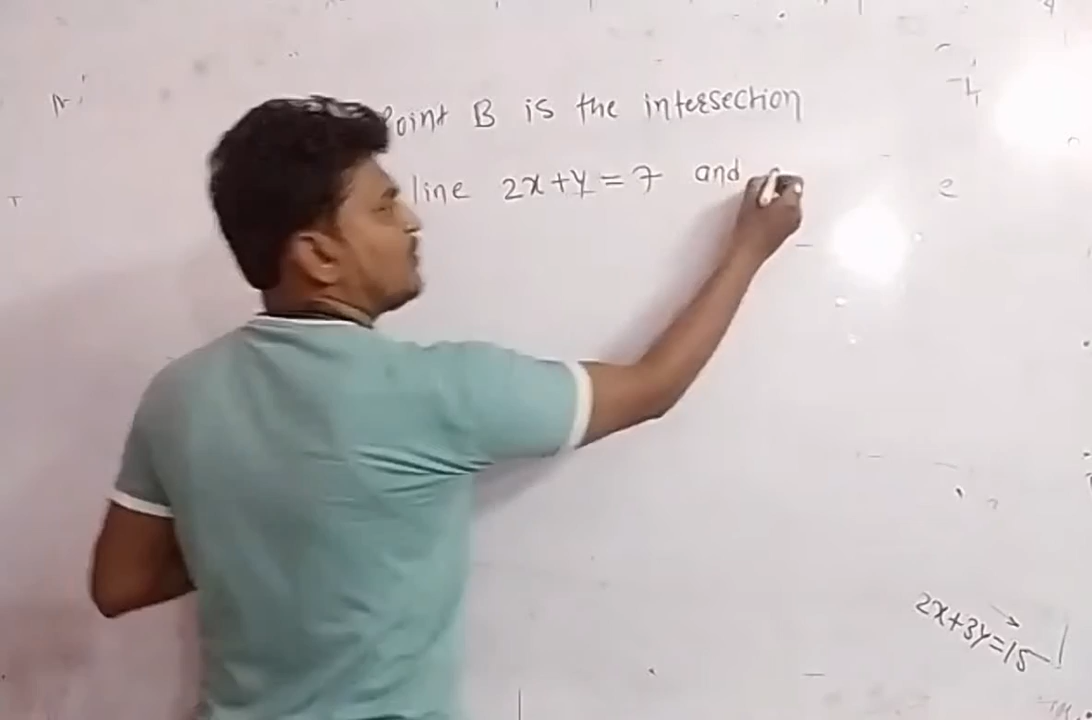 Point B is the intersection
line 2x+y=7 and
2x+3y=15